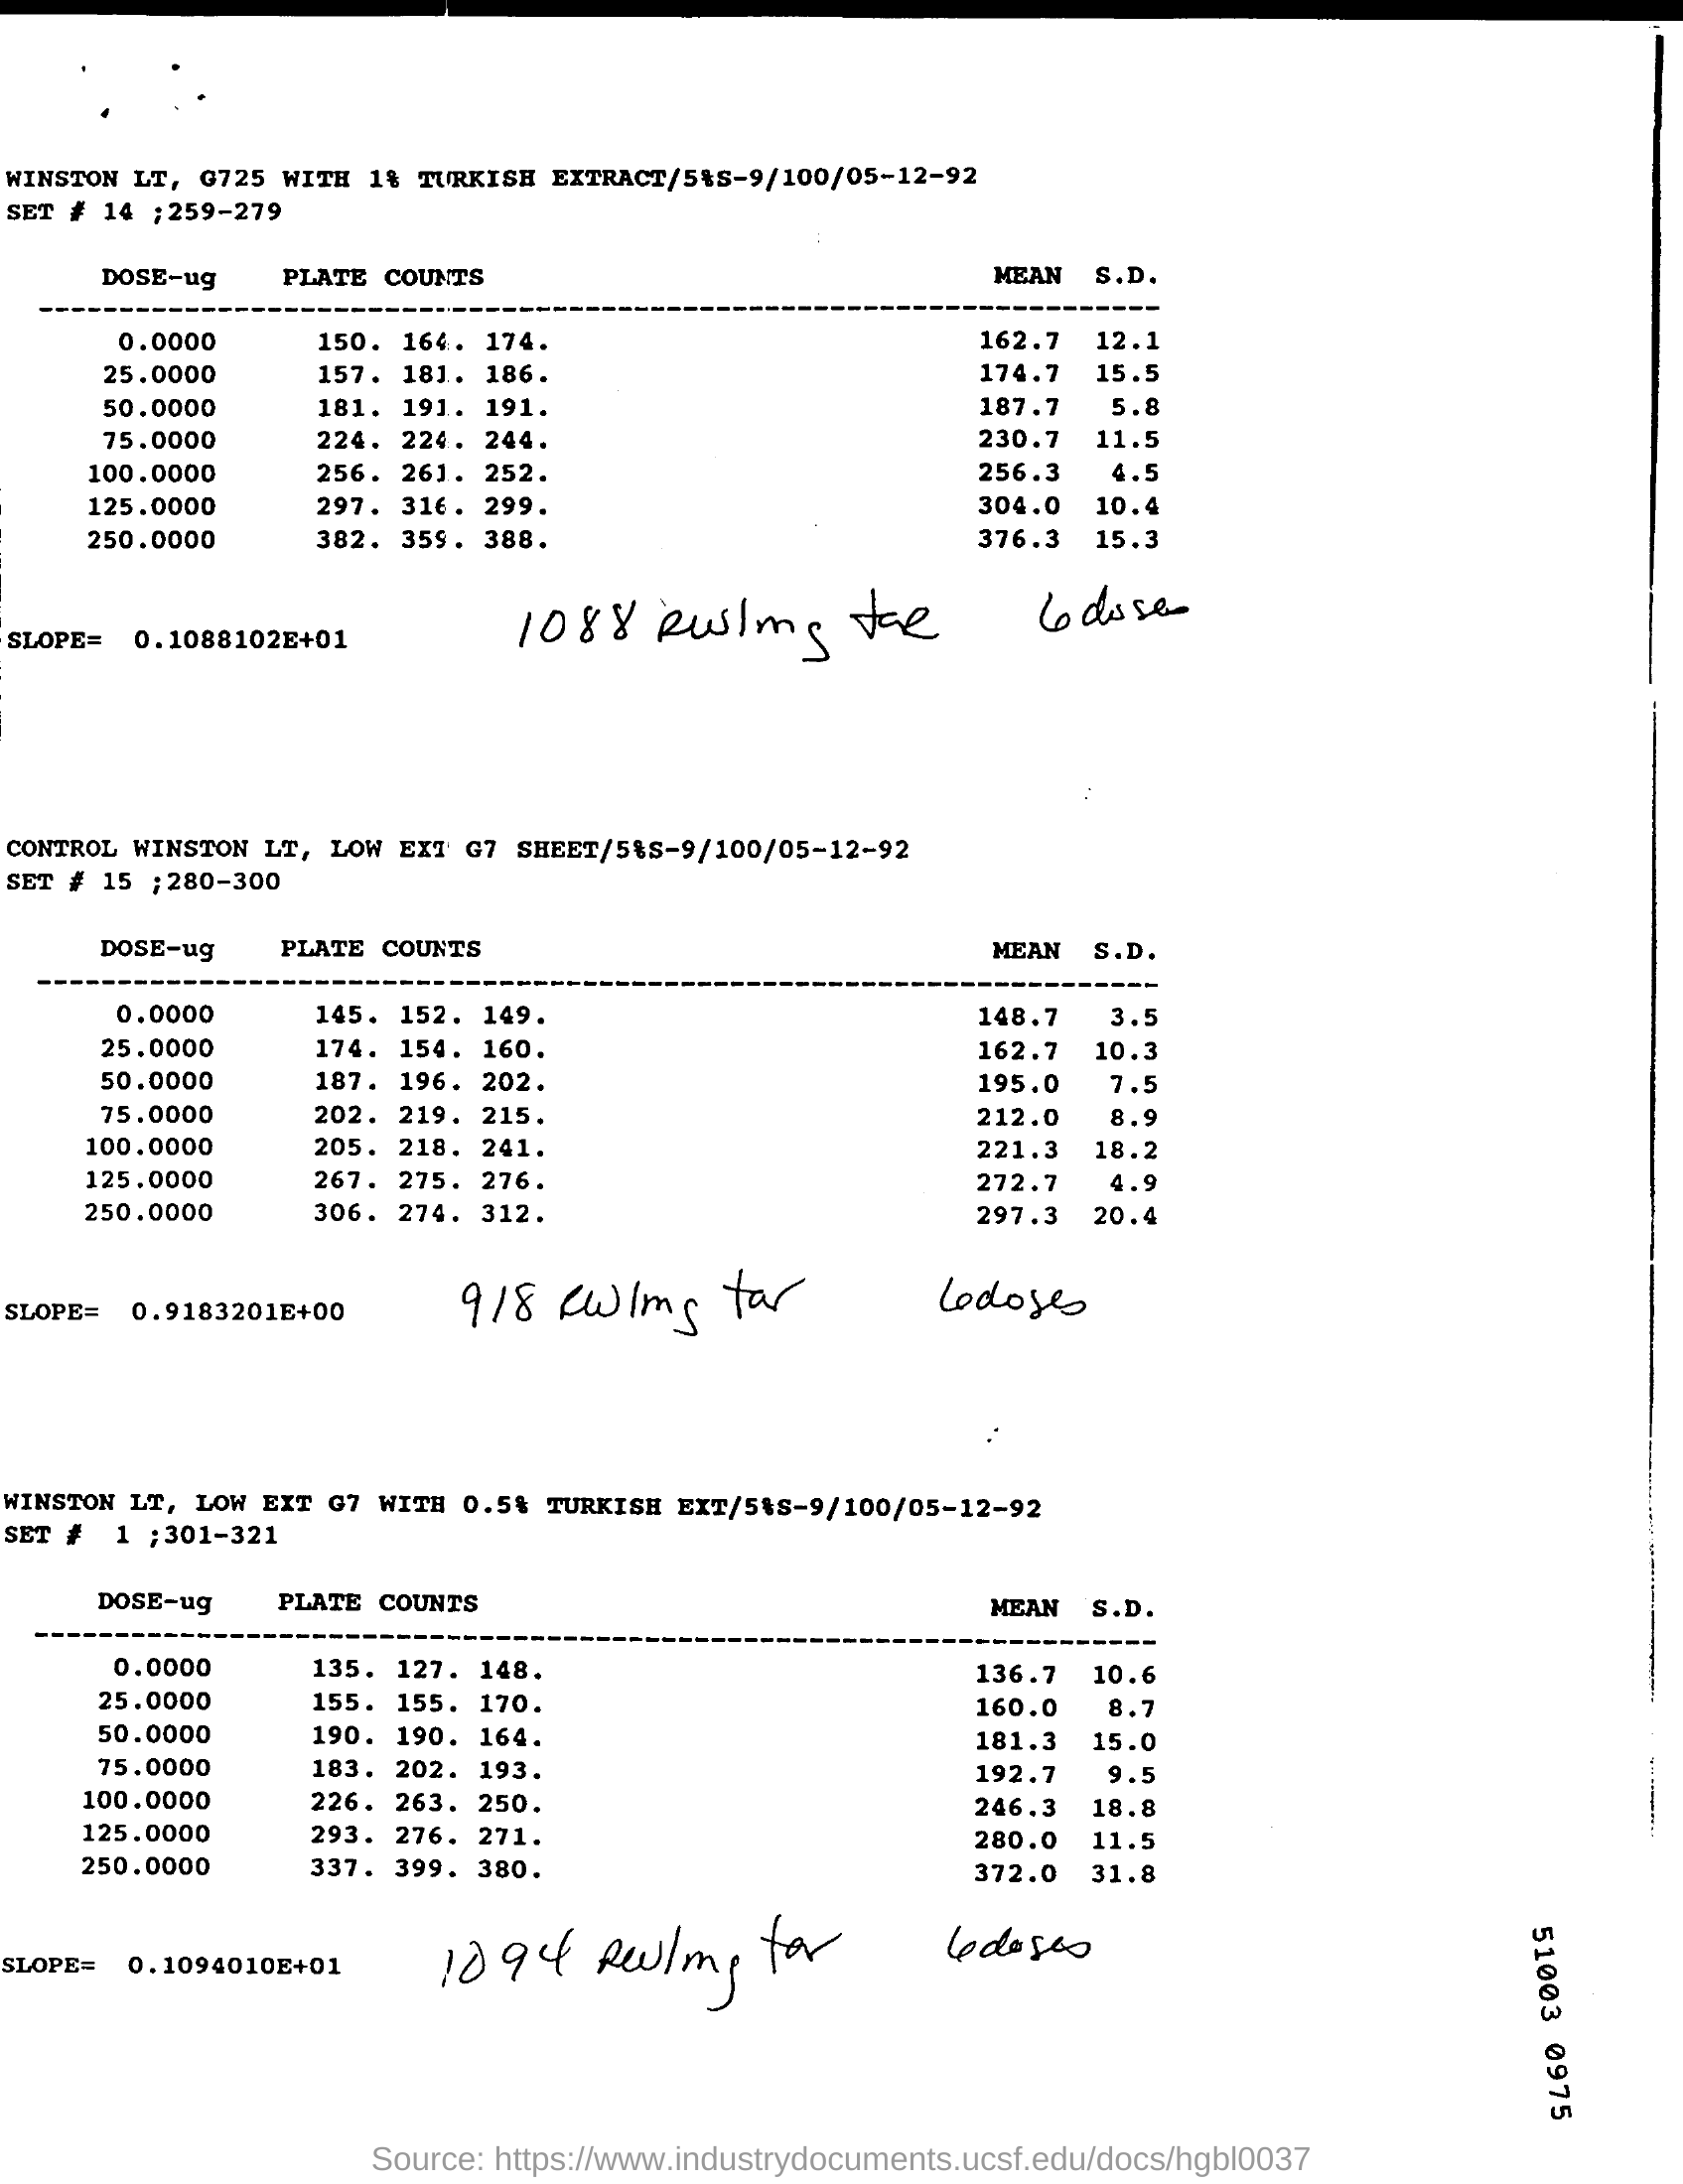 WINSTON LT, G725 WITH 1% TURKISH EXTRACT/5%S-9/100/05-12-92
SET # 14 ;259-279
DOSE-ug PLATE COUNTS MEAN S.D.
0.0000 150. 164. 174. 162.7 12.1
25.0000 157. 181. 186. 174.7 15.5
50.0000 181. 191. 191. 187.7 5.8
75.0000 224. 224. 244. 230.7 11.5
100.0000 256. 261. 252. 256.3 4.5
125.0000 297. 316. 299. 304.0 10.4
250.0000 382. 359. 388. 376.3 15.3
SLOPE= 0.1088102E+01 1088 rev/mg tar 6 doses
CONTROL WINSTON LT, LOW EXT G7 SHEET/5%S-9/100/05-12-92
SET # 15 ;280-300
DOSE-ug PLATE COUNTS MEAN S.D.
0.0000 145. 152. 149. 148.7 3.5
25.0000 174. 154. 160. 162.7 10.3
50.0000 187. 196. 202. 195.0 7.5
75.0000 202. 219. 215. 212.0 8.9
100.0000 205. 218. 241. 221.3 18.2
125.0000 267. 275. 276. 272.7 4.9
250.0000 306. 274. 312. 297.3 20.4
SLOPE= 0.9183201E+00 918 rev/mg tar 6 doses
WINSTON LT, LOW EXT G7 WITH 0.5% TURKISH EXT/5%S-9/100/05-12-92
SET # 1 ;301-321
DOSE-ug PLATE COUNTS MEAN S.D.
0.0000 135. 127. 148. 136.7 10.6
25.0000 155. 155. 170. 160.0 8.7
50.0000 190. 190. 164. 181.3 15.0
75.0000 183. 202. 193. 192.7 9.5
100.0000 226. 263. 250. 246.3 18.8
125.0000 293. 276. 271. 280.0 11.5
250.0000 337. 399. 380. 372.0 31.8
SLOPE= 0.1094010E+01 1094 rev/mg tar 6 doses
51003 0975
Source: https://www.industrydocuments.ucsf.edu/docs/hgbl0037